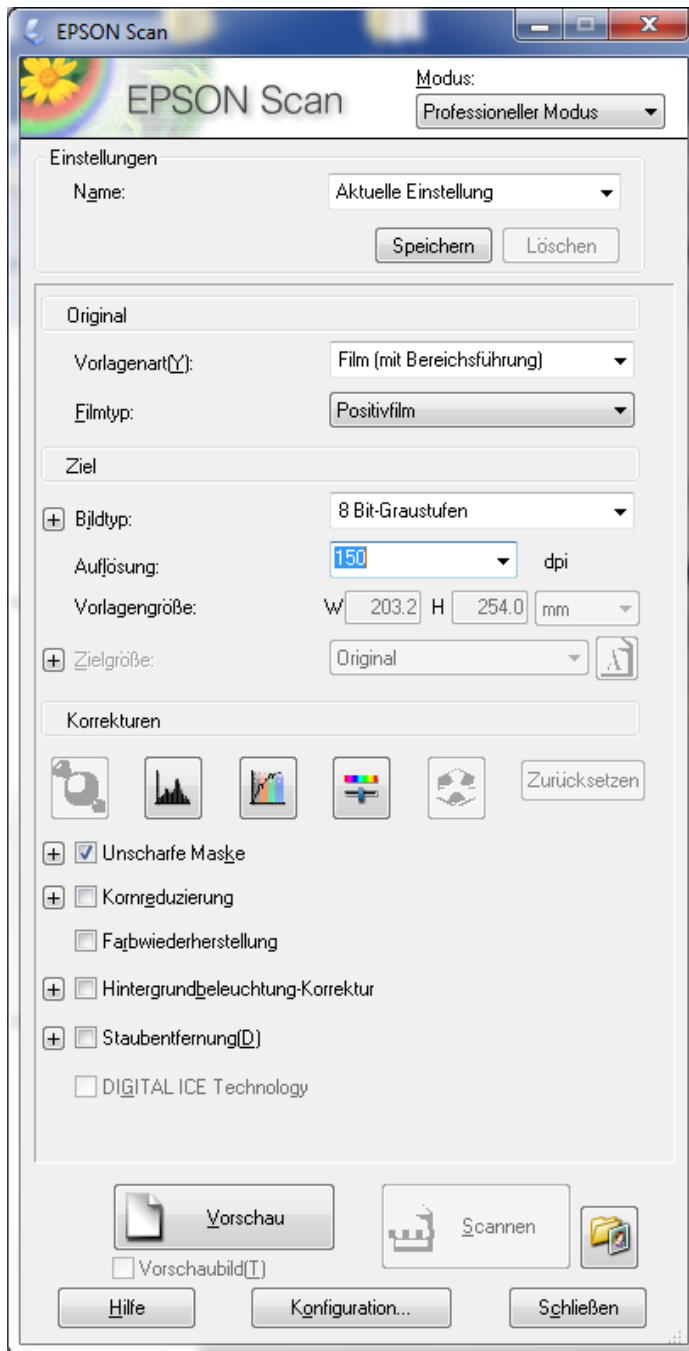 EPSON Scan
EPSON Scan
Modus:
Professioneller Modus
Einstellungen
Name: Aktuelle Einstellung
Speichern Löschen
Original
Vorlagenart(Y): Film (mit Bereichsführung)
Filmtyp: Positivfilm
Ziel
Bildtyp: 8 Bit-Graustufen
Auflösung: 150 dpi
Vorlagengröße: W 203.2 H 254.0 mm
Zielgröße: Original
Korrekturen
Zurücksetzen
Unscharfe Maske
Kornreduzierung
Farbwiederherstellung
Hintergrundbeleuchtung-Korrektur
Staubentfernung(D)
DIGITAL ICE Technology
Vorschau Scannen
Vorschaubild(T)
Hilfe Konfiguration... Schließen